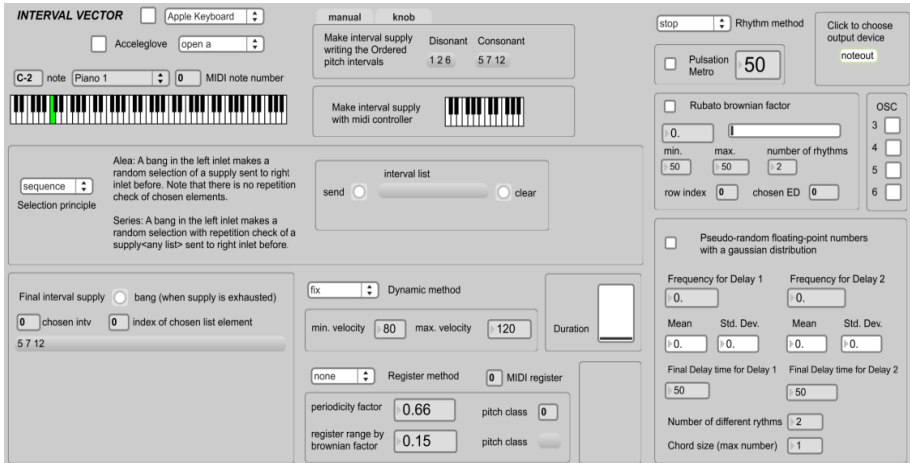 INTERVAL VECTOR
Apple Keyboard
Acceleglove
open a
C-2
note
Piano 1
0
MIDI note number
manual
knob
Make interval supply
writing the Ordered
pitch intervals
Disonant
Consonant
1 2 6
5 7 12
Make interval supply
with midi controller
stop
Rhythm method
Click to choose
output device
noteout
Pulsation
Metro
50
Rubato brownian factor
0.
min.
max.
number of rhythms
50
50
2
row index
0
chosen ED
0
OSC
3
4
5
6
sequence
Selection principle
Alea: A bang in the left inlet makes a
random selection of a supply sent to right
inlet before. Note that there is no repetition
check of chosen elements.
Series: A bang in the left inlet makes a
random selection with repetition check of a
supply<any list> sent to right inlet before.
interval list
send
clear
Pseudo-random floating-point numbers
with a gaussian distribution
Frequency for Delay 1
Frequency for Delay 2
0.
0.
Mean
Std. Dev.
Mean
Std. Dev.
0.
0.
0.
0.
Final Delay time for Delay 1
Final Delay time for Delay 2
50
50
Number of different rythms
2
Chord size (max number)
1
Final interval supply
bang (when supply is exhausted)
0
chosen intv
0
index of chosen list element
5 7 12
fix
Dynamic method
min. velocity
80
max. velocity
120
Duration
none
Register method
0
MIDI register
periodicity factor
0.66
pitch class
0
register range by
brownian factor
0.15
pitch class